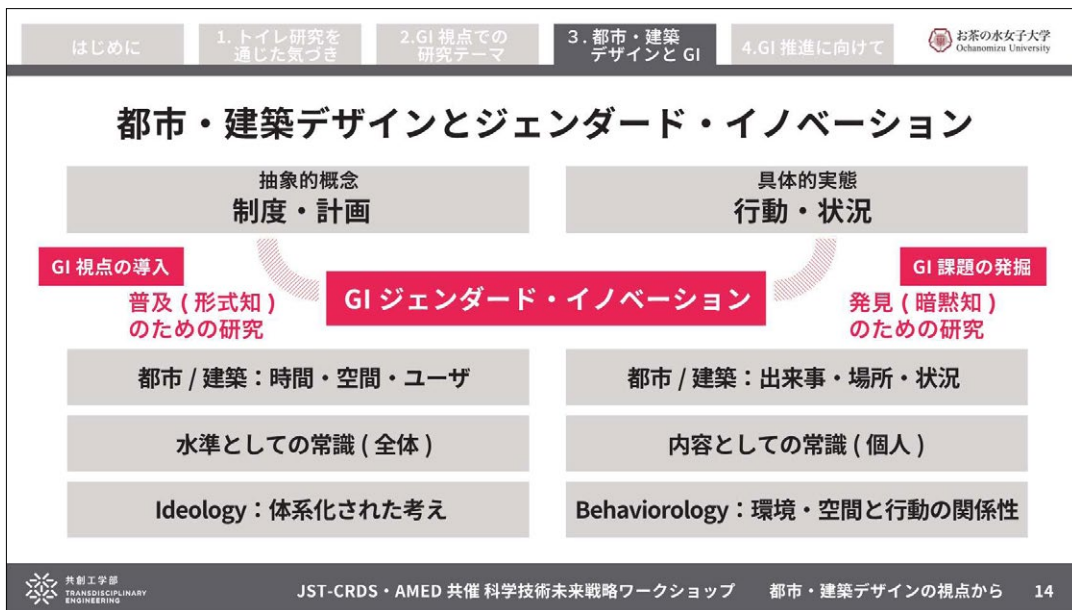 はじめに
1. トイレ研究を
通じた気づき
2.GI 視点での
研究テーマ
3. 都市・建築
デザインと GI
4.GI 推進に向けて
お茶の水女子大学
Ochanomizu University
都市・建築デザインとジェンダード・イノベーション
抽象的概念
制度・計画
具体的実態
行動・状況
GI 視点の導入
普及 ( 形式知 )
のための研究
GI ジェンダード・イノベーション
GI 課題の発掘
発見 ( 暗黙知 )
のための研究
都市 / 建築：時間・空間・ユーザ
都市 / 建築：出来事・場所・状況
水準としての常識 ( 全体 )
内容としての常識 ( 個人 )
Ideology：体系化された考え
Behaviorology：環境・空間と行動の関係性
共創工学部
TRANSDISCIPLINARY
ENGINEERING
JST-CRDS・AMED 共催 科学技術未来戦略ワークショップ 都市・建築デザインの視点から 14